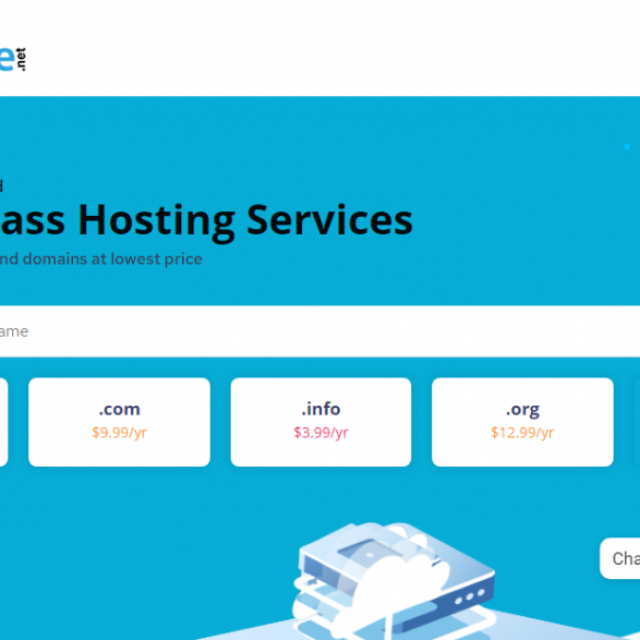 e.net
ass Hosting Services
nd domains at lowest price
ame
.com
$9.99/yr
.info
$3.99/yr
.org
$12.99/yr
Cha